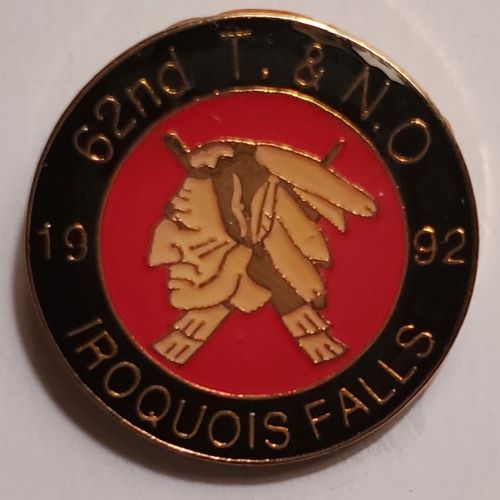 62nd T. & N.O
19 92
IROQUOIS FALLS